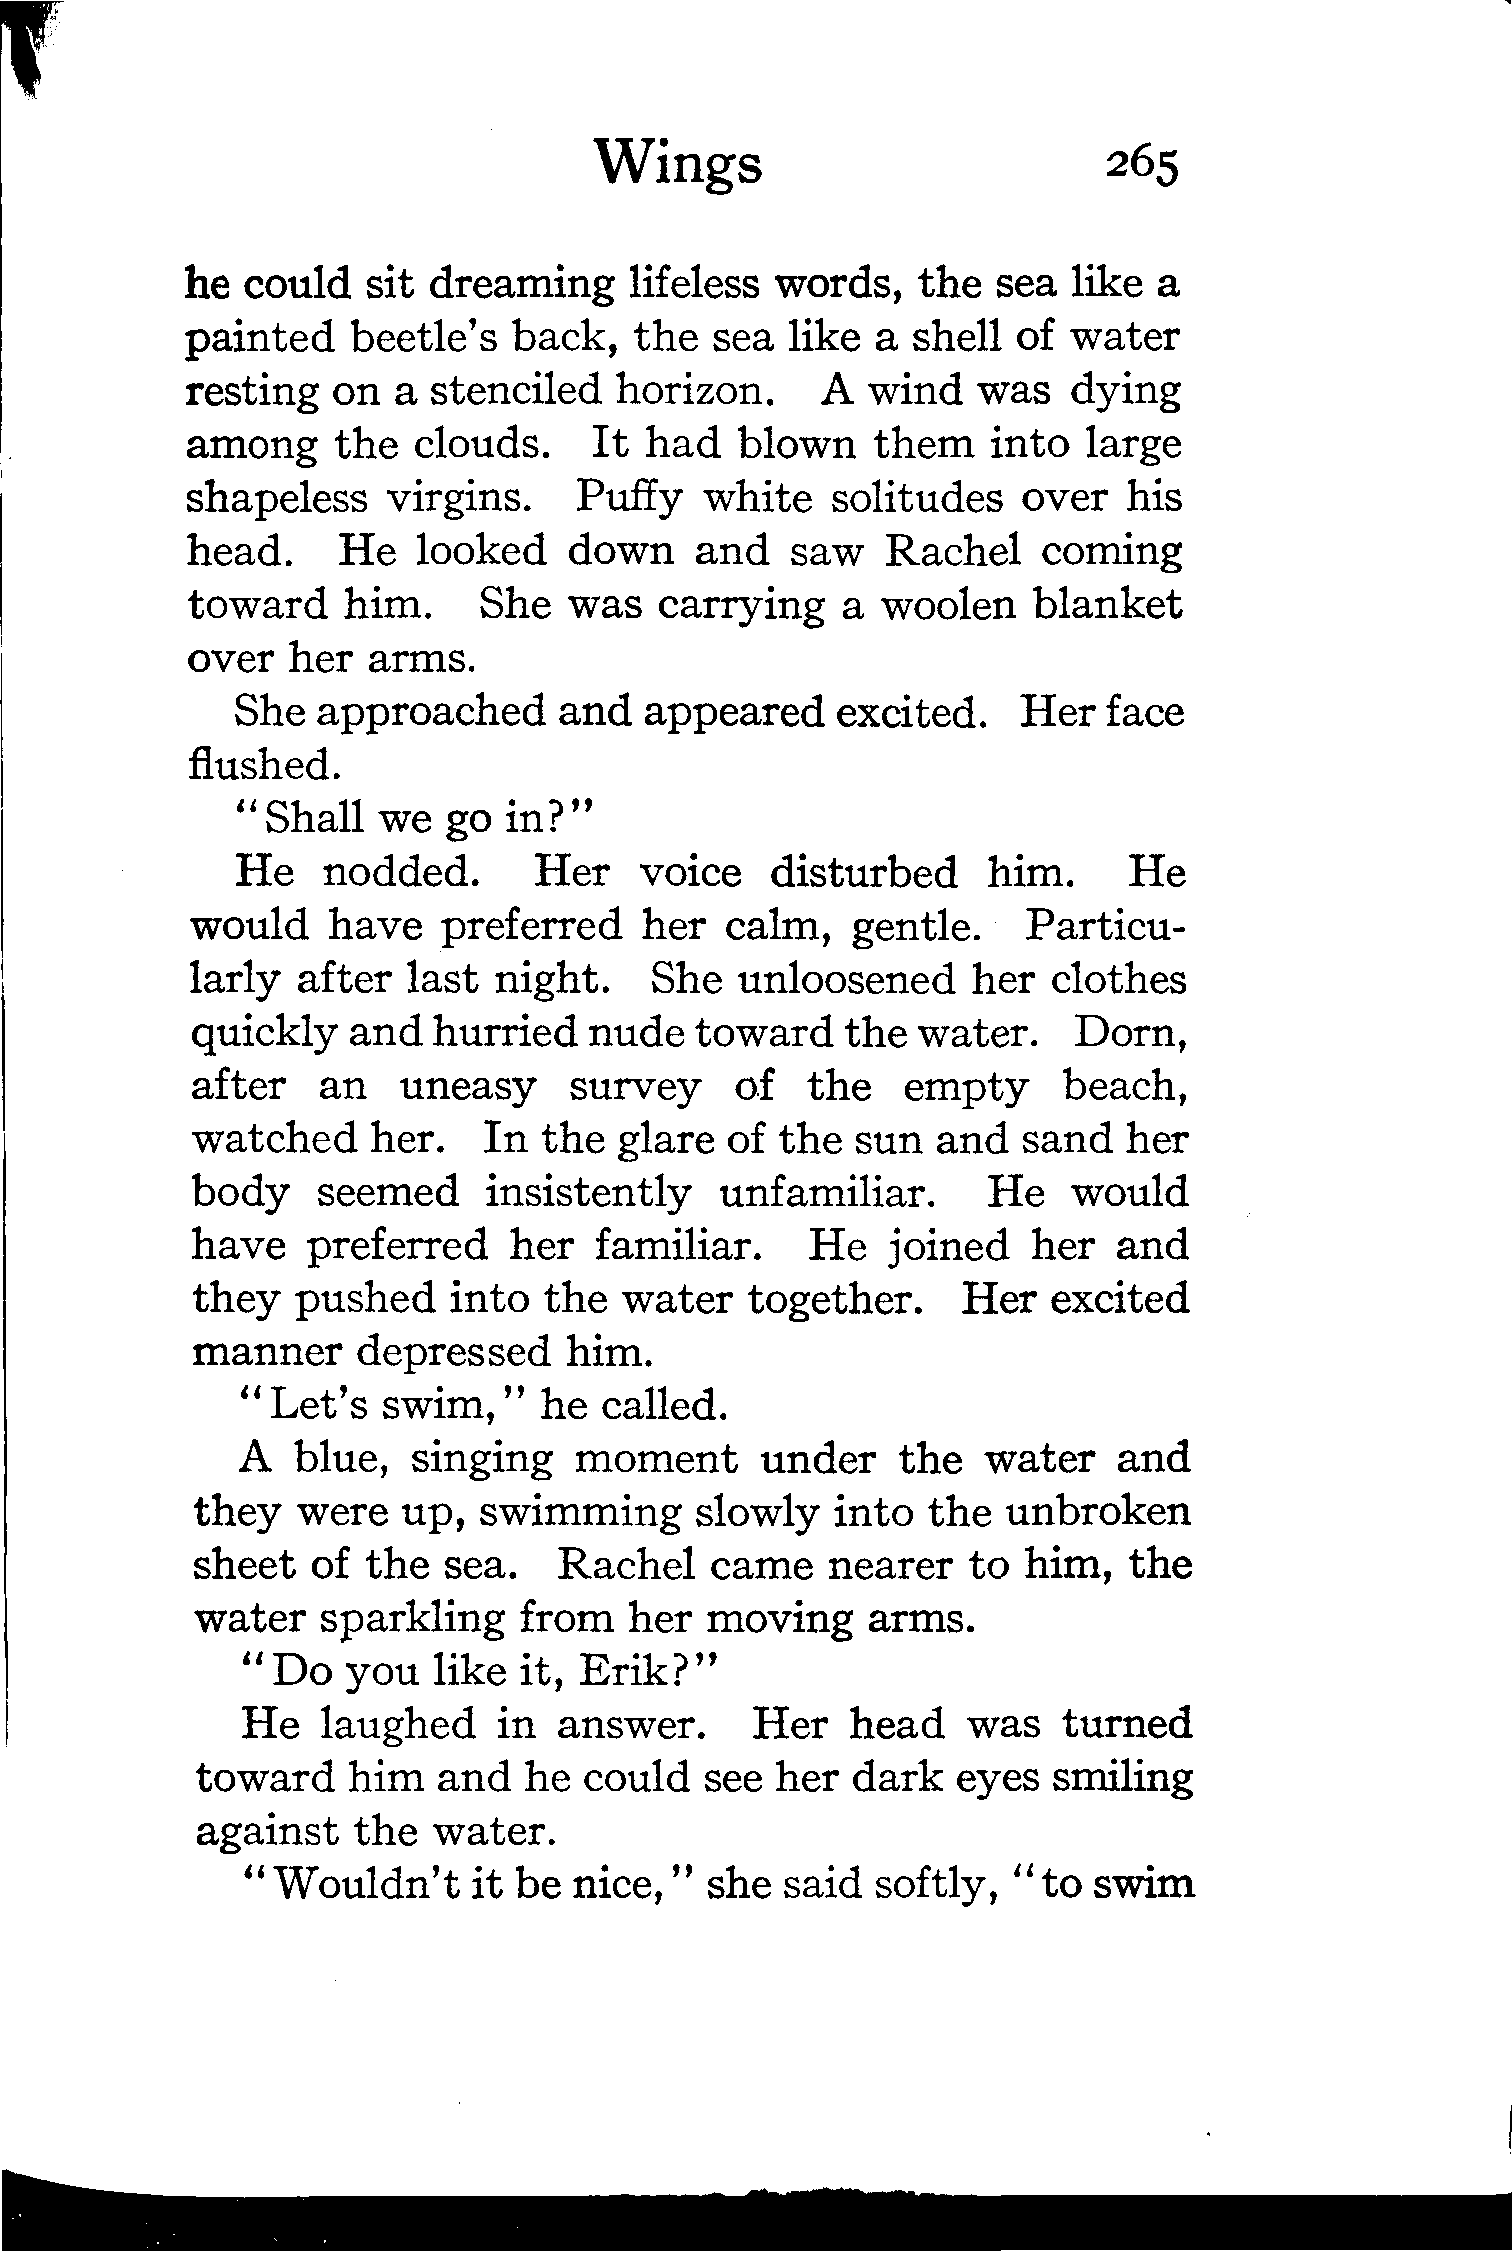 Wings 265
he could sit dreaming lifeless words, the sea like a
painted beetle's back, the sea like a shell of water
resting on a stenciled horizon. A wind was dying
among the clouds. It had blown them into large
shapeless virgins. Puffy white solitudes over his
head. He looked down and saw Rachel coming
toward him. She was carrying a woolen blanket
over her arms.
She approached and appeared excited. Her face
flushed.
"Shall we go in?"
He nodded. Her voice disturbed him. He
would have preferred her calm, gentle. Particu-
larly after last night. She unloosened her clothes
quickly and hurried nude toward the water. Dorn,
after an uneasy survey of the empty beach,
watched her. In the glare of the sun and sand her
body seemed insistently unfamiliar. He would
have preferred her familiar. He joined her and
they pushed into the water together. Her excited
manner depressed him.
"Let's swim," he called.
A blue, singing moment under the water and
they were up, swimming slowly into the unbroken
sheet of the sea. Rachel came nearer to him, the
water sparkling from her moving arms.
"Do you like it, Erik?"
He laughed in answer. Her head was turned
toward him and he could see her dark eyes smiling
against the water.
"Wouldn't it be nice," she said softly, "to swim